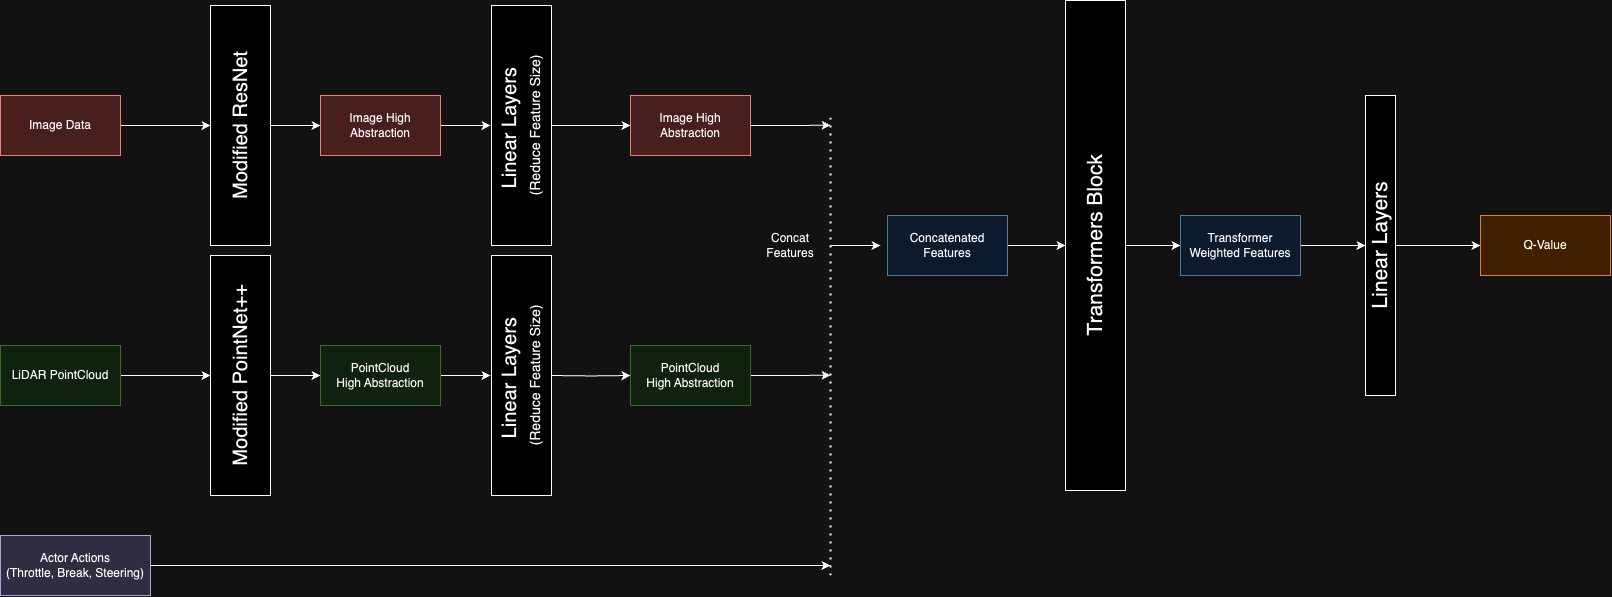 Image Data
Modified ResNet
Image High
Abstraction
Linear Layers
(Reduce Feature Size)
Image High
Abstraction
LiDAR PointCloud
Modified PointNet++
PointCloud
High Abstraction
Linear Layers
(Reduce Feature Size)
PointCloud
High Abstraction
Actor Actions
(Throttle, Break, Steering)
Concat
Features
Concatenated
Features
Transformers Block
Transformer
Weighted Features
Linear Layers
Q-Value